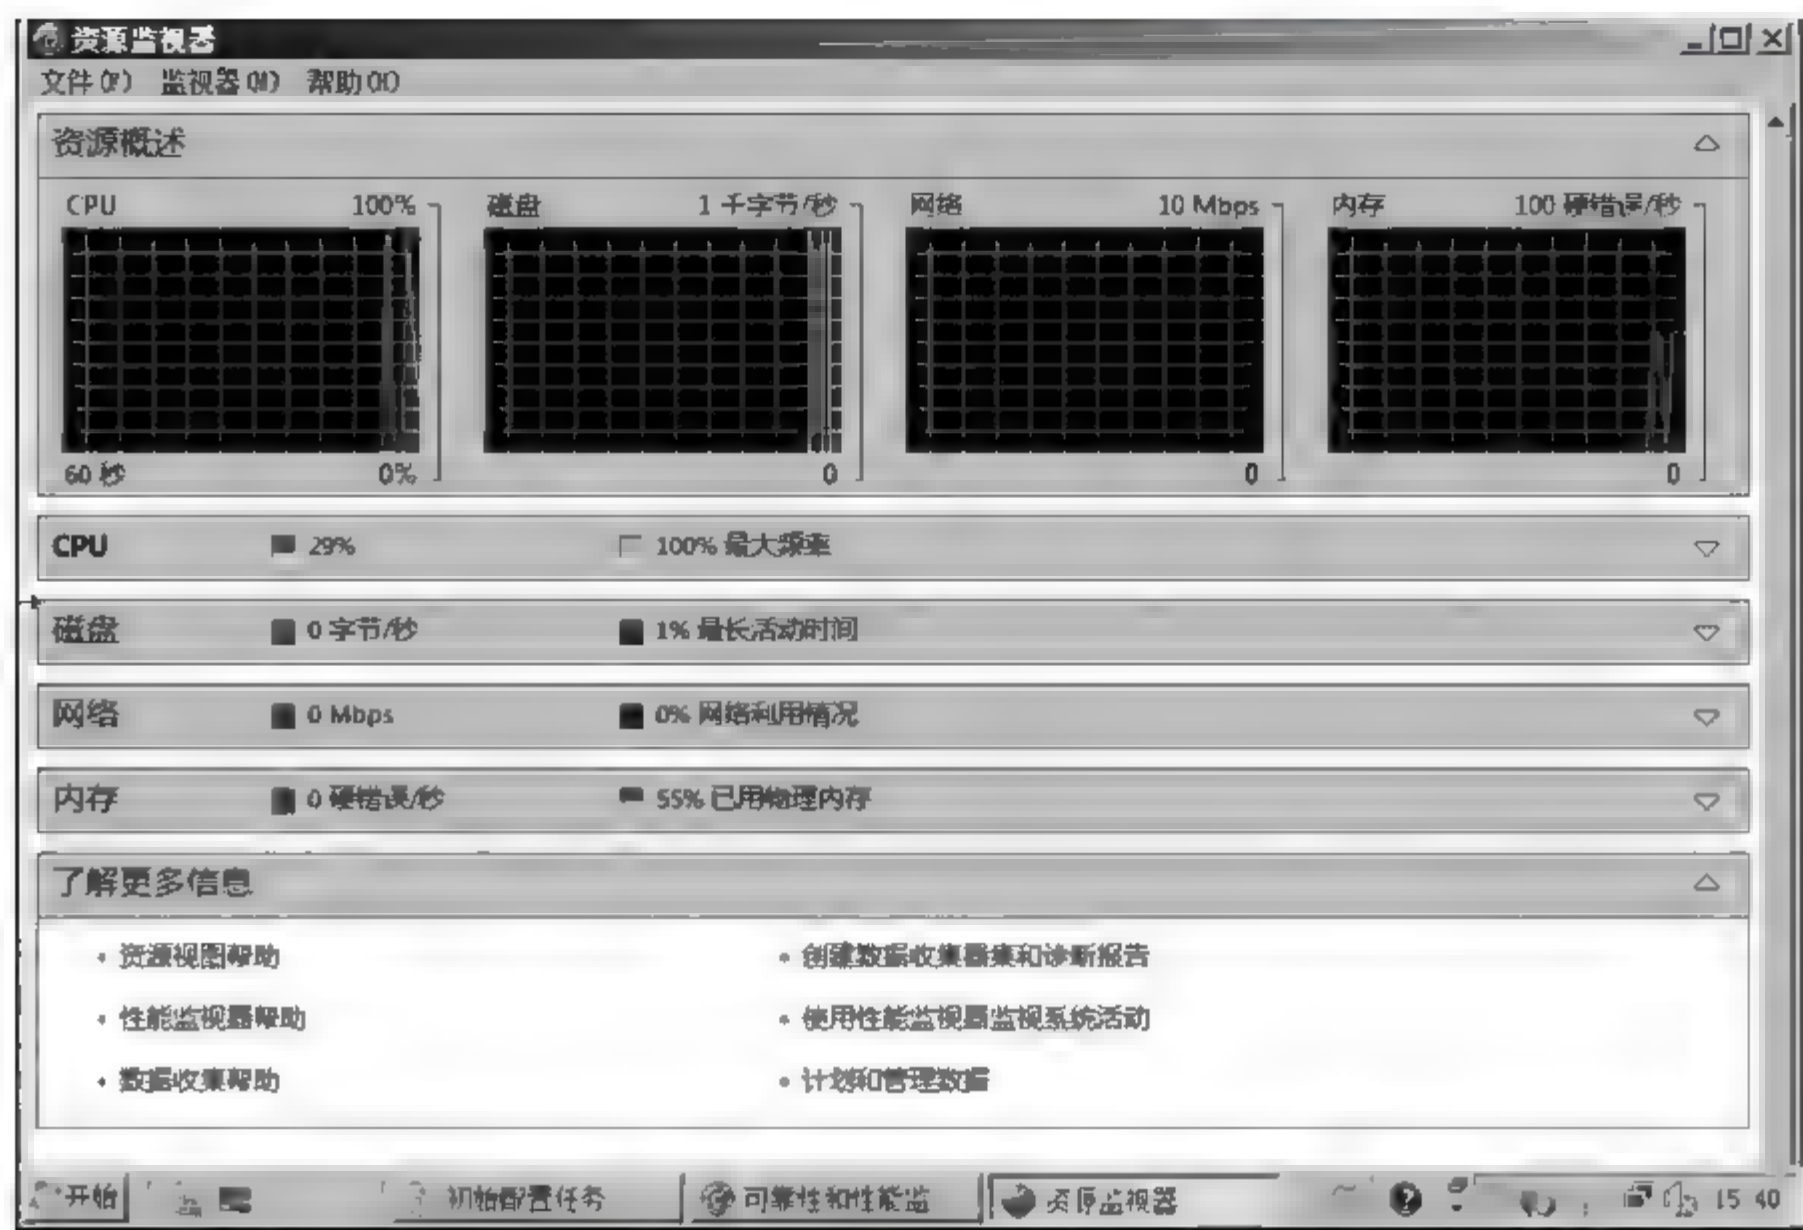 资源监视器
文件(F) 监视器(M) 帮助(H)
资源概述
CPU 100% 磁盘 1 千字节/秒 网络 10 Mbps 内存 100 硬错误/秒
60 秒 0% 0 0 0
CPU 29% 100% 最大频率
磁盘 0 字节/秒 1% 最长活动时间
网络 0 Mbps 0% 网络利用情况
内存 0 硬错误/秒 55% 已用物理内存
了解更多信息
• 资源视图帮助 • 创建数据收集器集和诊断报告
• 性能监视器帮助 • 使用性能监视器监视系统活动
• 数据收集帮助 • 计划和管理数据
开始 初始配置任务 可靠性和性能监 资源监视器 15 40